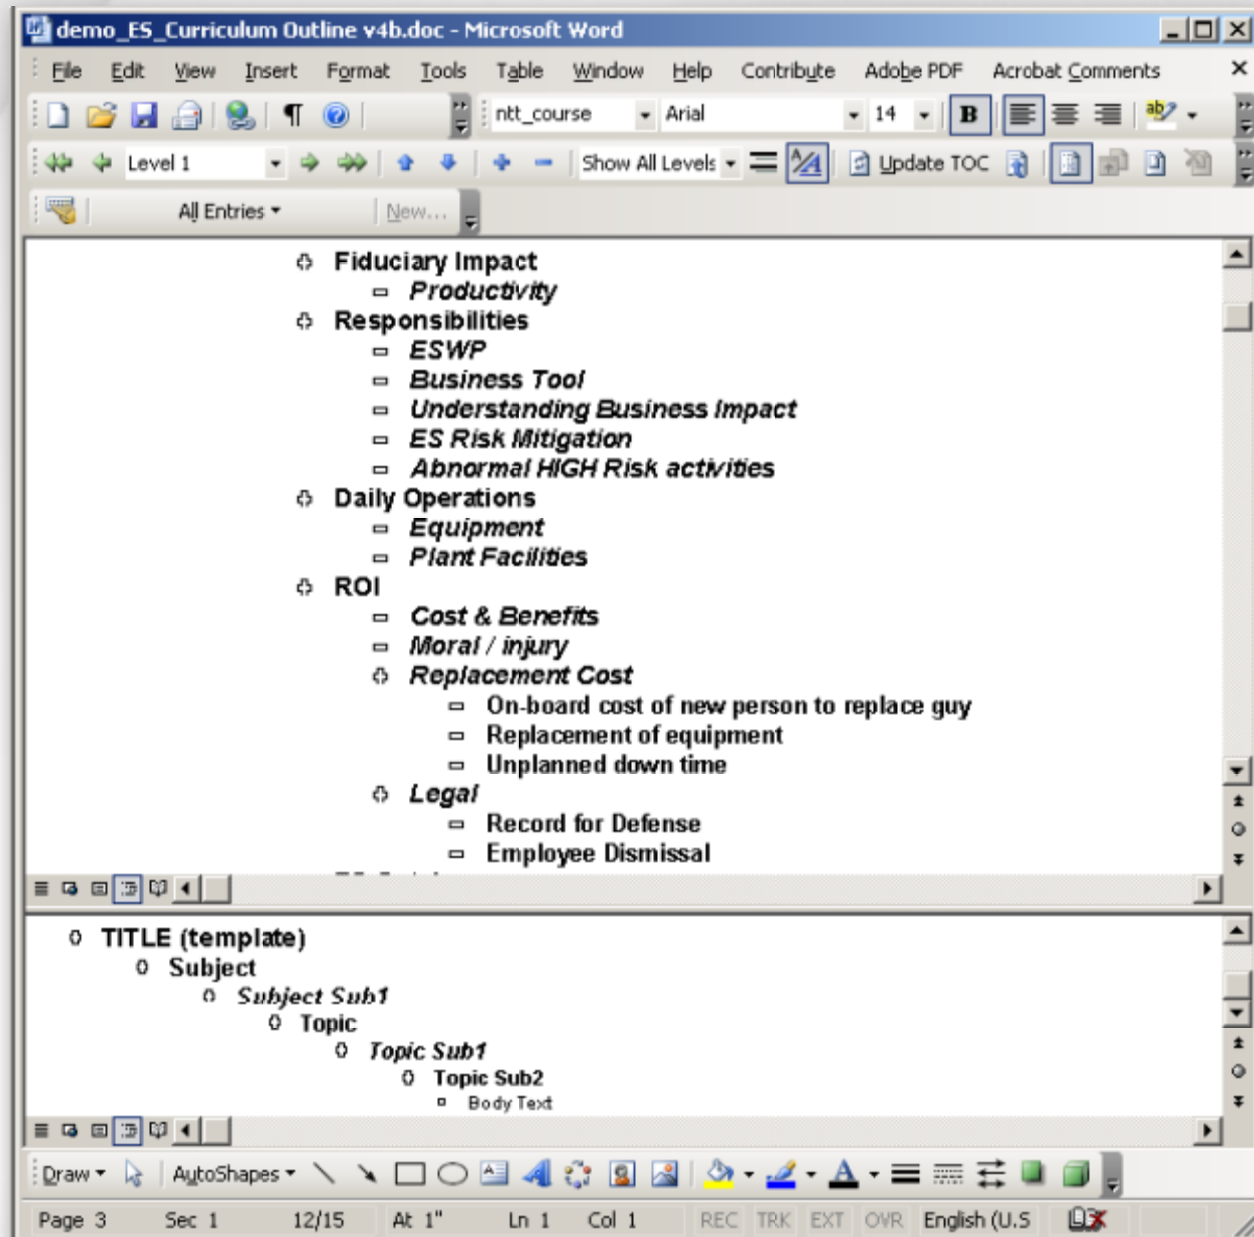 demo_ES_Curriculum Outline v4b.doc - Microsoft Word
File Edit View Insert Format Tools Table Window Help Contribute Adobe PDF Acrobat Comments
ntt_course Arial 14 B
Level 1 Show All Levels Update TOC
All Entries New...
Fiduciary Impact
Productivity
Responsibilities
ESWP
Business Tool
Understanding Business Impact
ES Risk Mitigation
Abnormal HIGH Risk activities
Daily Operations
Equipment
Plant Facilities
ROI
Cost & Benefits
Moral / injury
Replacement Cost
On-board cost of new person to replace guy
Replacement of equipment
Unplanned down time
Legal
Record for Defense
Employee Dismissal
TITLE (template)
Subject
Subject Sub1
Topic
Topic Sub1
Topic Sub2
Body Text
Draw AutoShapes
Page 3 Sec 1 12/15 At 1" Ln 1 Col 1 REC TRK EXT OVR English (U.S